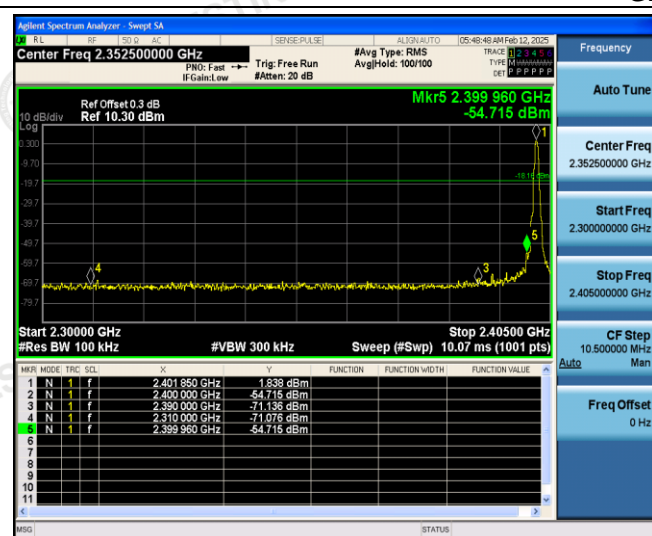 Agilent Spectrum Analyzer - Swept SA
RL RF 50 Ω AC SENSE:PULSE ALIGN AUTO 05:48:48 AM Feb 12, 2025
Center Freq 2.352500000 GHz
PNO: Fast
IFGain:Low
Trig: Free Run
#Atten: 20 dB
#Avg Type: RMS
Avg|Hold: 100/100
TRACE 1 2 3 4 5 6
TYPE M
DET P P P P P P
Ref Offset 0.3 dB
10 dB/div Ref 10.30 dBm
Log
Mkr5 2.399 960 GHz
-54.715 dBm
1
0.300
-9.70
-19.7
-29.7
-39.7
-49.7
5
-59.7
4
3
-69.7
-79.7
Start 2.30000 GHz Stop 2.40500 GHz
#Res BW 100 kHz #VBW 300 kHz Sweep (#Swp) 10.07 ms (1001 pts)
MKR MODE TRC SCL X Y FUNCTION FUNCTION WIDTH FUNCTION VALUE
1 N 1 f 2.401 850 GHz 1.838 dBm
2 N 1 f 2.400 000 GHz -54.715 dBm
3 N 1 f 2.390 000 GHz -71.136 dBm
4 N 1 f 2.310 000 GHz -71.076 dBm
5 N 1 f 2.399 960 GHz -54.715 dBm
6
7
8
9
10
11
MSG STATUS
Frequency
Auto Tune
Center Freq
2.352500000 GHz
Start Freq
2.300000000 GHz
Stop Freq
2.405000000 GHz
CF Step
10.500000 MHz
Auto Man
Freq Offset
0 Hz